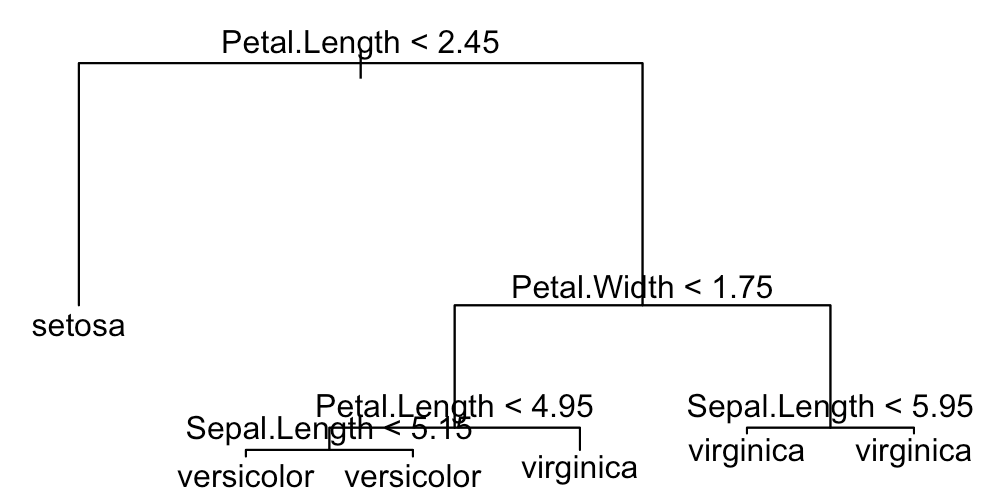 Petal.Length < 2.45
Petal.Width < 1.75
setosa
Petal.Length < 4.95
Sepal.Length < 5.95
Sepal.Length < 5.15
versicolor
versicolor
virginica
virginica
virginica